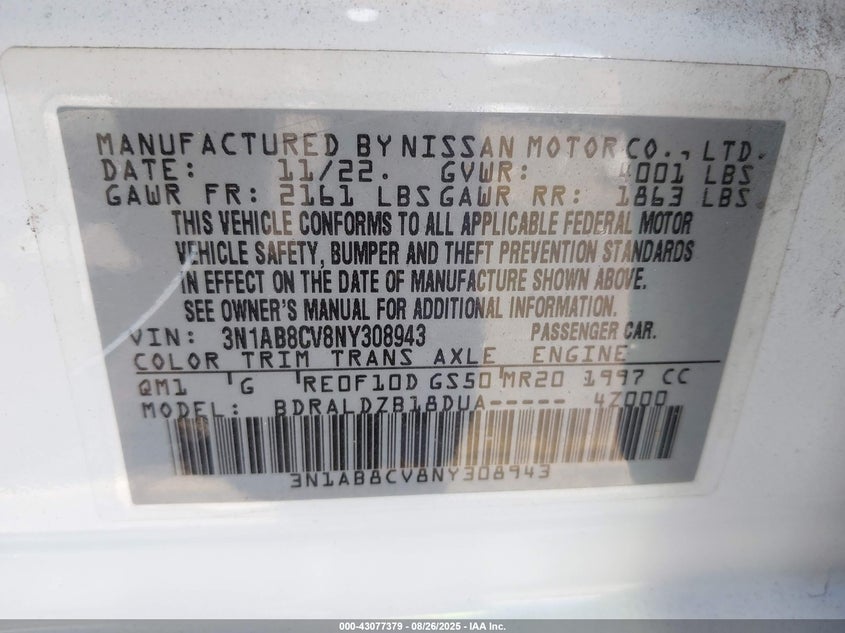 MANUFACTURED BY NISSAN MOTOR CO., LTD.
DATE: 11/22. GVWR: 4001 LBS
GAWR FR: 2161 LBS GAWR RR: 1863 LBS
THIS VEHICLE CONFORMS TO ALL APPLICABLE FEDERAL MOTOR
VEHICLE SAFETY, BUMPER AND THEFT PREVENTION STANDARDS
IN EFFECT ON THE DATE OF MANUFACTURE SHOWN ABOVE.
SEE OWNER'S MANUAL FOR ADDITIONAL INFORMATION.
VIN: 3N1AB8CV8NY308943 PASSENGER CAR.
COLOR TRIM TRANS AXLE ENGINE
QM1 G RE0F10D GS50 MR20 1997 CC
MODEL: BDRALDZB18DUA----- 4Z000
3N1AB8CV8NY308943
000-43077379 - 08/26/2025 - IAA Inc.